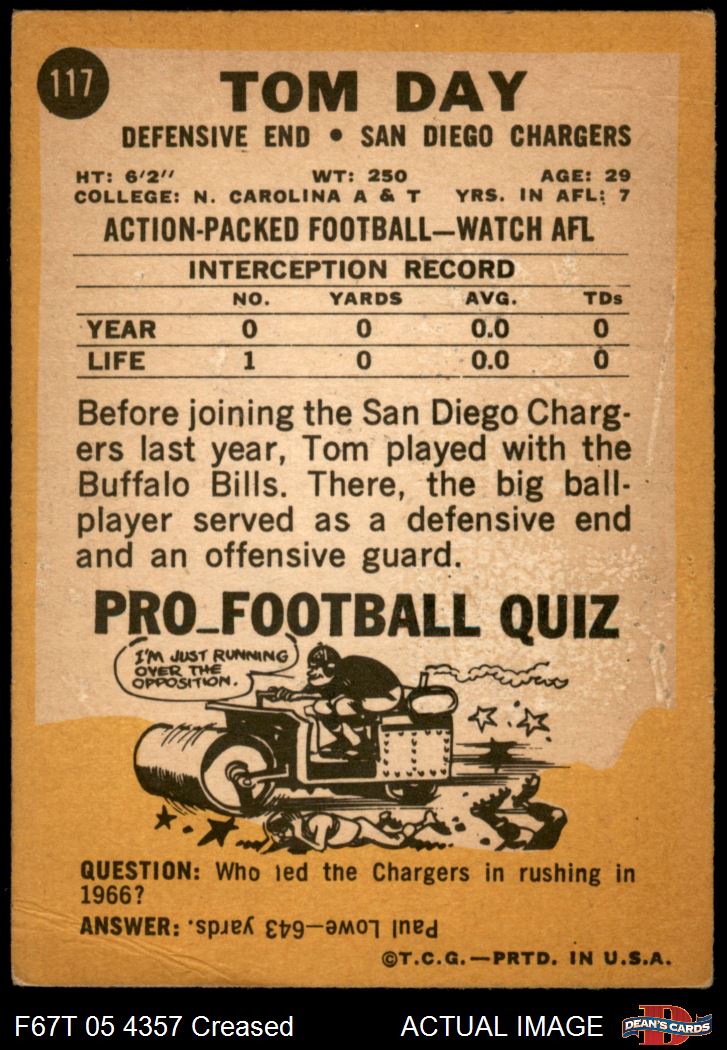 117
TOM DAY
DEFENSIVE END • SAN DIEGO CHARGERS
HT: 6'2" WT: 250 AGE: 29
COLLEGE: N. CAROLINA A & T YRS. IN AFL: 7
ACTION-PACKED FOOTBALL—WATCH AFL
INTERCEPTION RECORD
NO. YARDS AVG. TDs
YEAR 0 0 0.0 0
LIFE 1 0 0.0 0
Before joining the San Diego Charg-
ers last year, Tom played with the
Buffalo Bills. There, the big ball-
player served as a defensive end
and an offensive guard.
PRO-FOOTBALL QUIZ
I'M JUST RUNNING
OVER THE
OPPOSITION.
QUESTION: Who led the Chargers in rushing in
1966?
ANSWER: Paul Lowe—643 yards.
©T.C.G.—PRTD. IN U.S.A.
F67T 05 4357 Creased ACTUAL IMAGE
D
DEAN'S CARDS